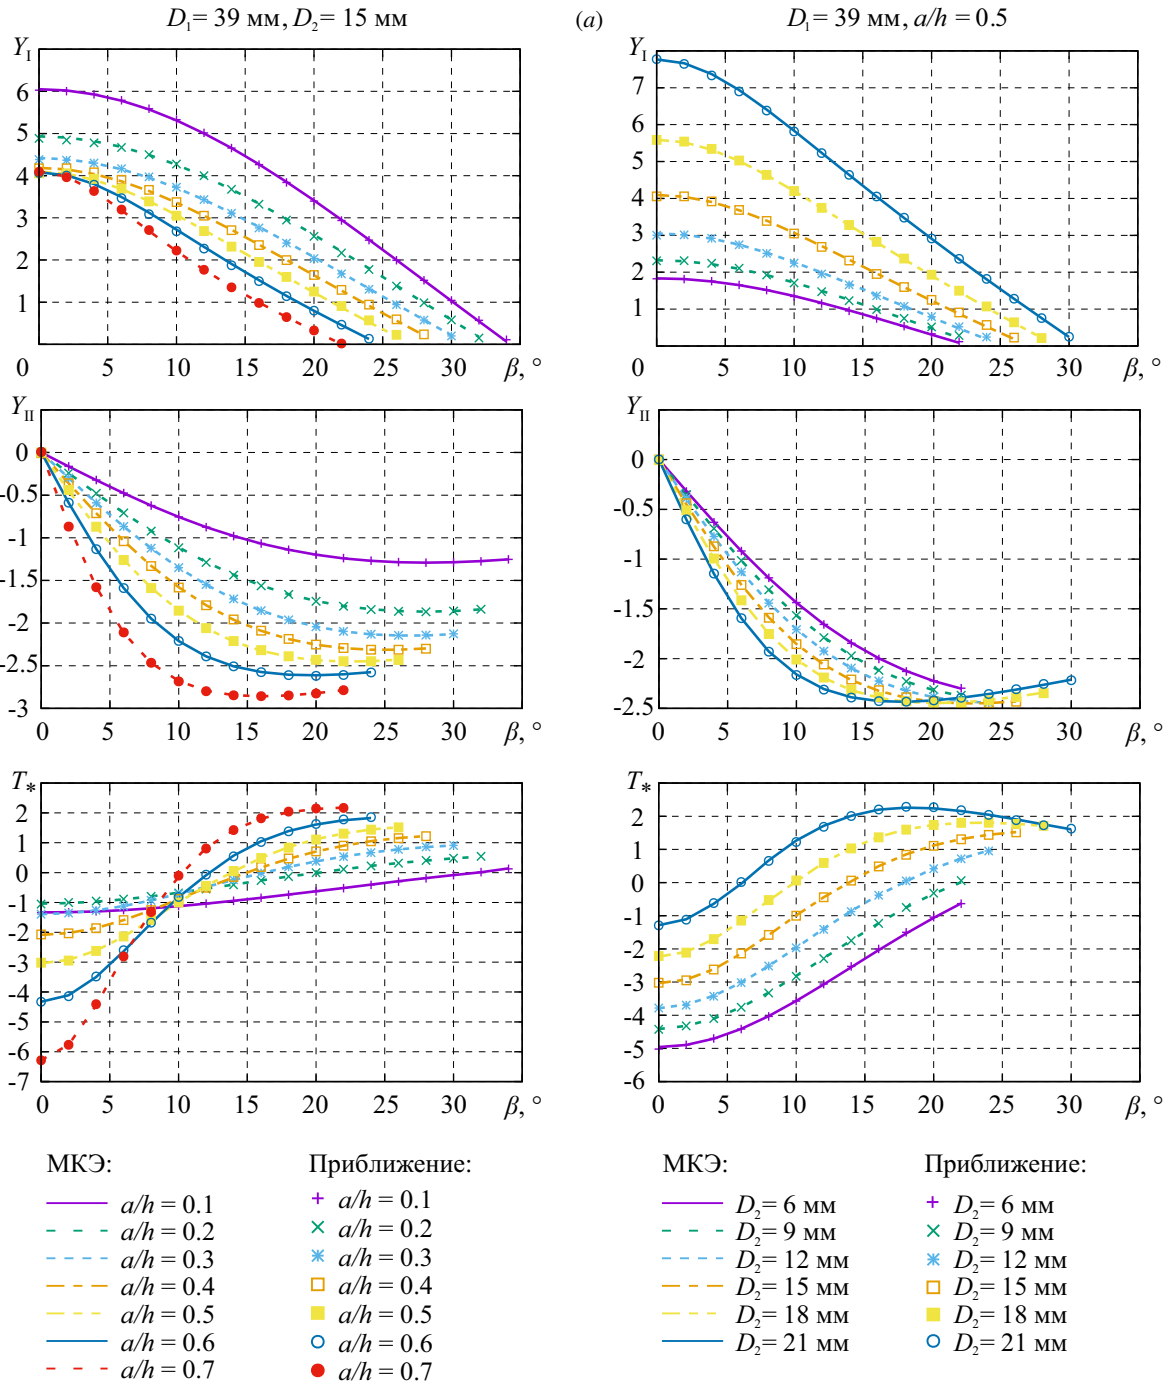 D₁= 39 мм, D₂= 15 мм
(a)
D₁= 39 мм, a/h = 0.5
Y_I
6
5
4
3
2
1
0 5 10 15 20 25 30 β, °
Y_I
7
6
5
4
3
2
1
0 5 10 15 20 25 30 β, °
Y_II
0
-0.5
-1
-1.5
-2
-2.5
-3
0 5 10 15 20 25 30 β, °
Y_II
0
-0.5
-1
-1.5
-2
-2.5
0 5 10 15 20 25 30 β, °
T*
2
1
0
-1
-2
-3
-4
-5
-6
-7
0 5 10 15 20 25 30 β, °
T*
2
1
0
-1
-2
-3
-4
-5
-6
0 5 10 15 20 25 30 β, °
МКЭ:
a/h = 0.1
a/h = 0.2
a/h = 0.3
a/h = 0.4
a/h = 0.5
a/h = 0.6
a/h = 0.7
Приближение:
a/h = 0.1
a/h = 0.2
a/h = 0.3
a/h = 0.4
a/h = 0.5
a/h = 0.6
a/h = 0.7
МКЭ:
D₂= 6 мм
D₂= 9 мм
D₂= 12 мм
D₂= 15 мм
D₂= 18 мм
D₂= 21 мм
Приближение:
D₂= 6 мм
D₂= 9 мм
D₂= 12 мм
D₂= 15 мм
D₂= 18 мм
D₂= 21 мм